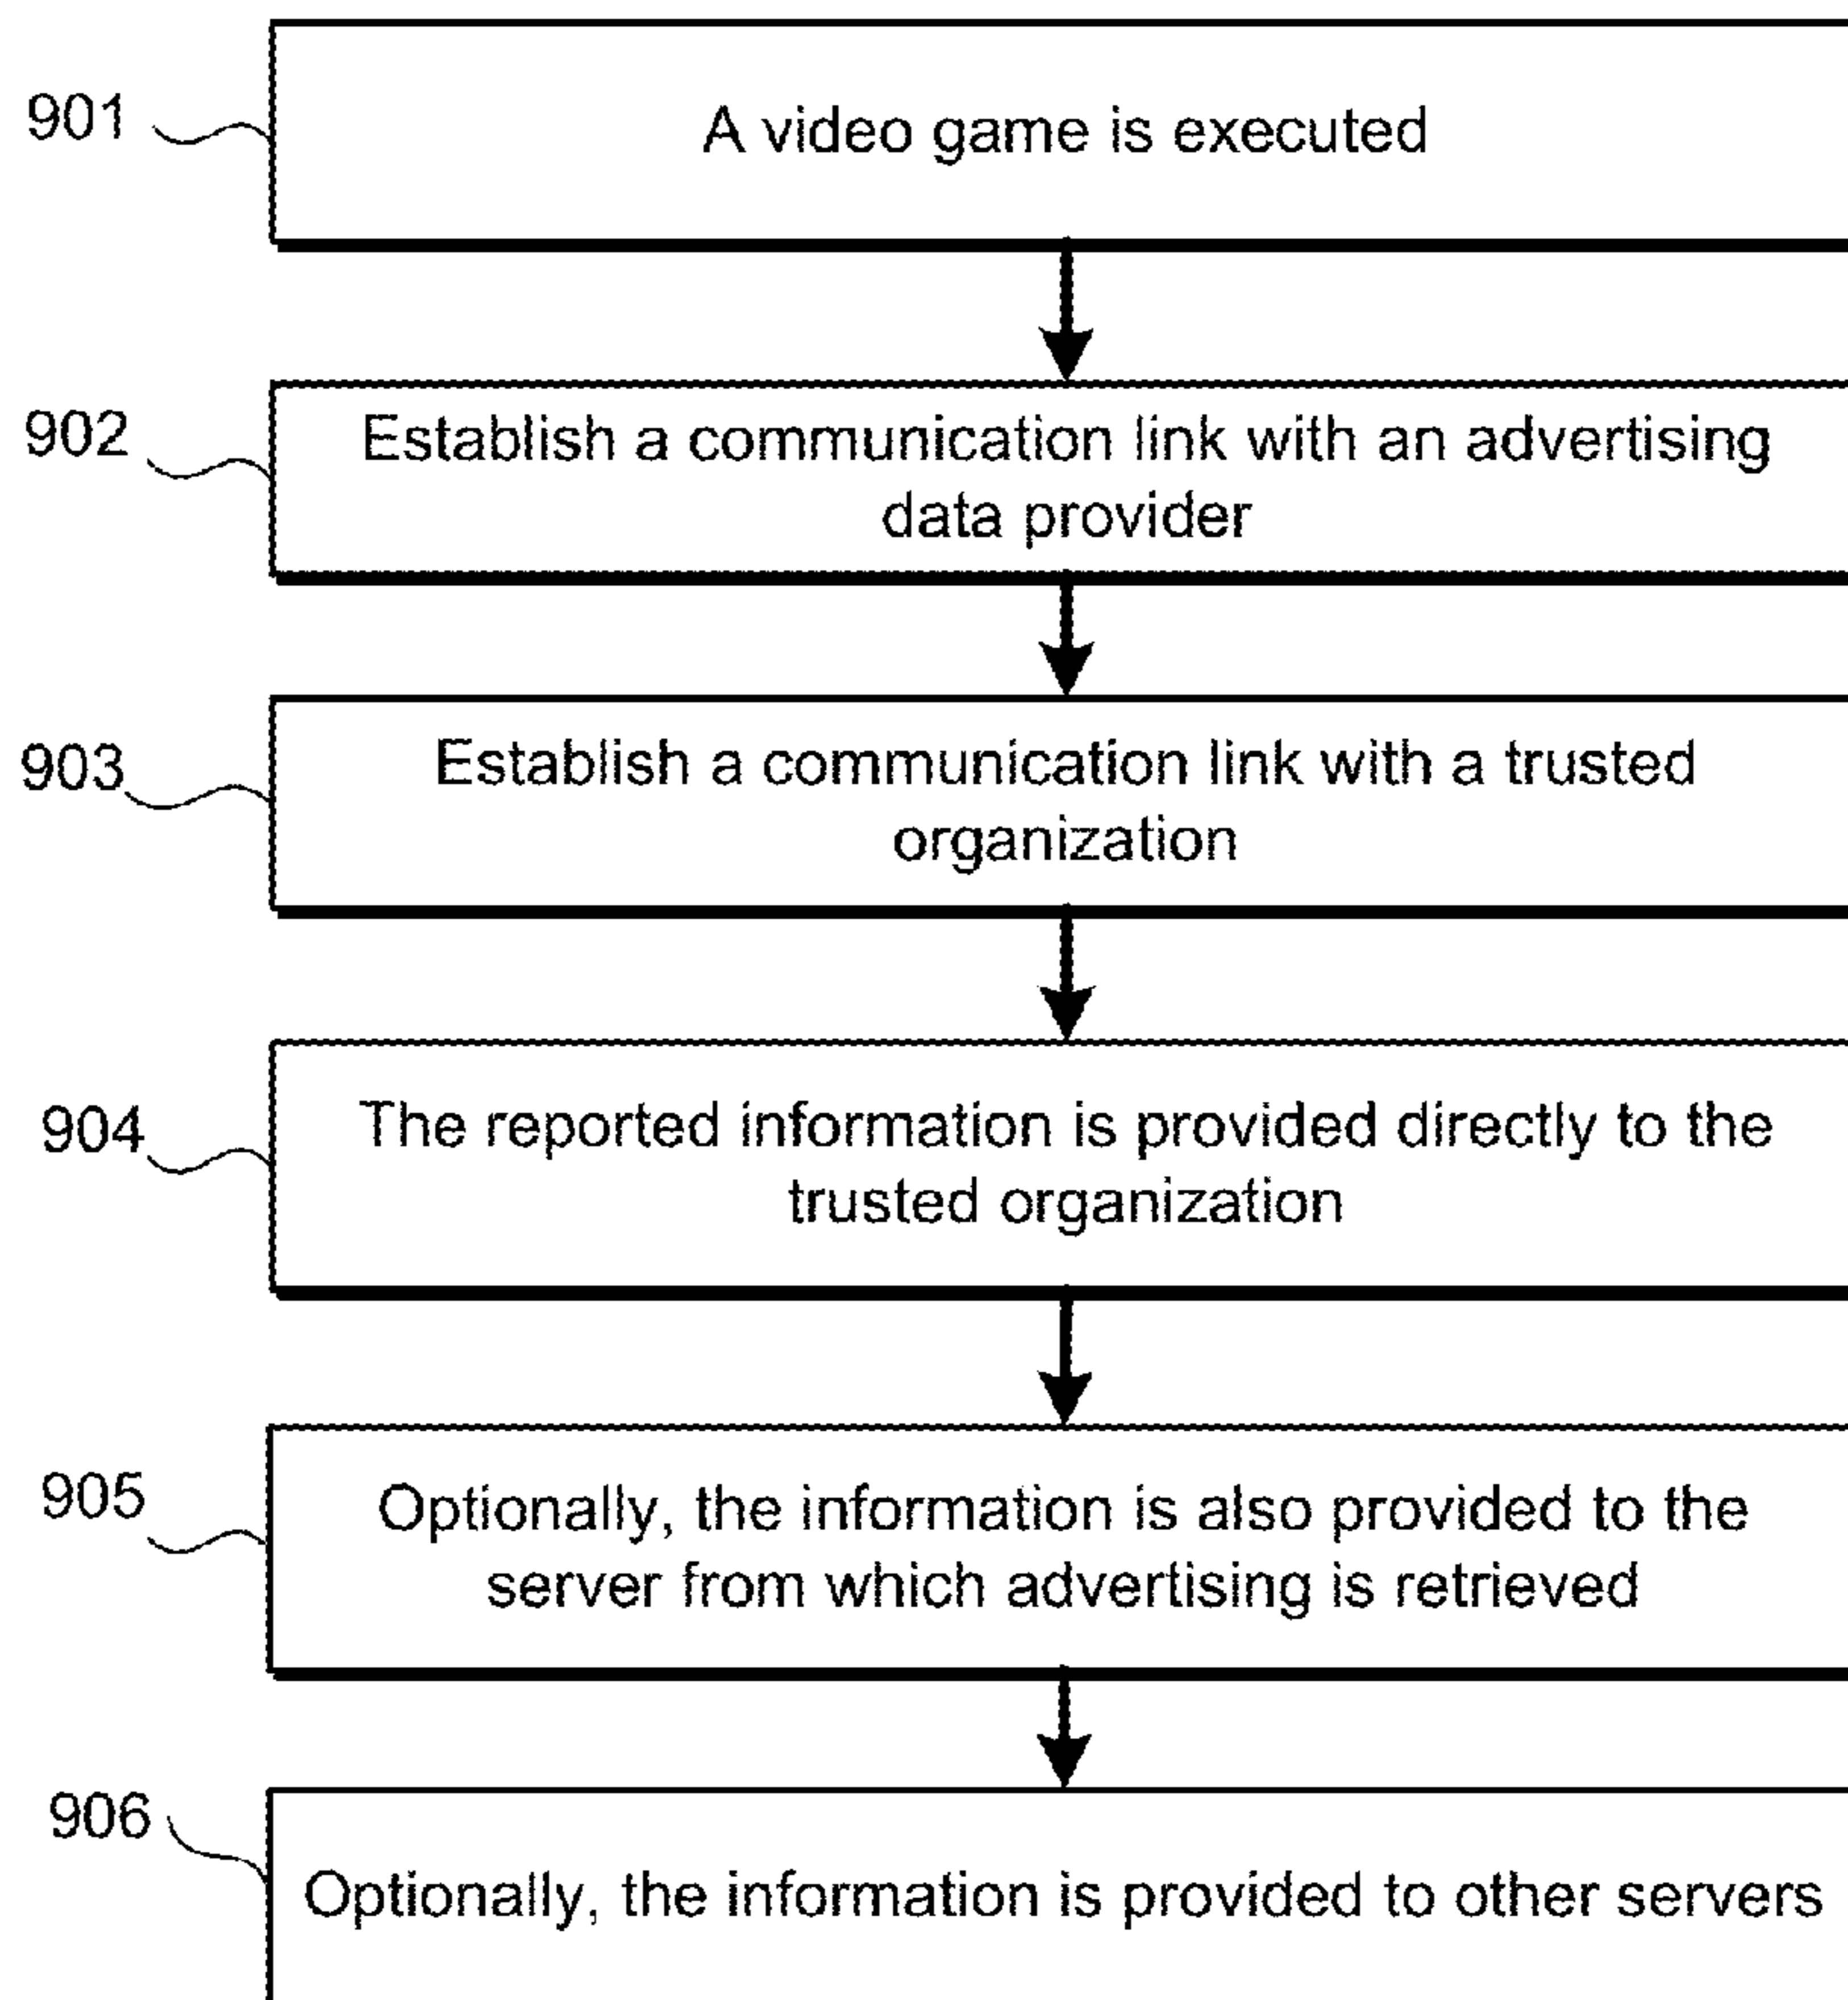 901
A video game is executed
902
Establish a communication link with an advertising
data provider
903
Establish a communication link with a trusted
organization
904
The reported information is provided directly to the
trusted organization
905
Optionally, the information is also provided to the
server from which advertising is retrieved
906
Optionally, the information is provided to other servers